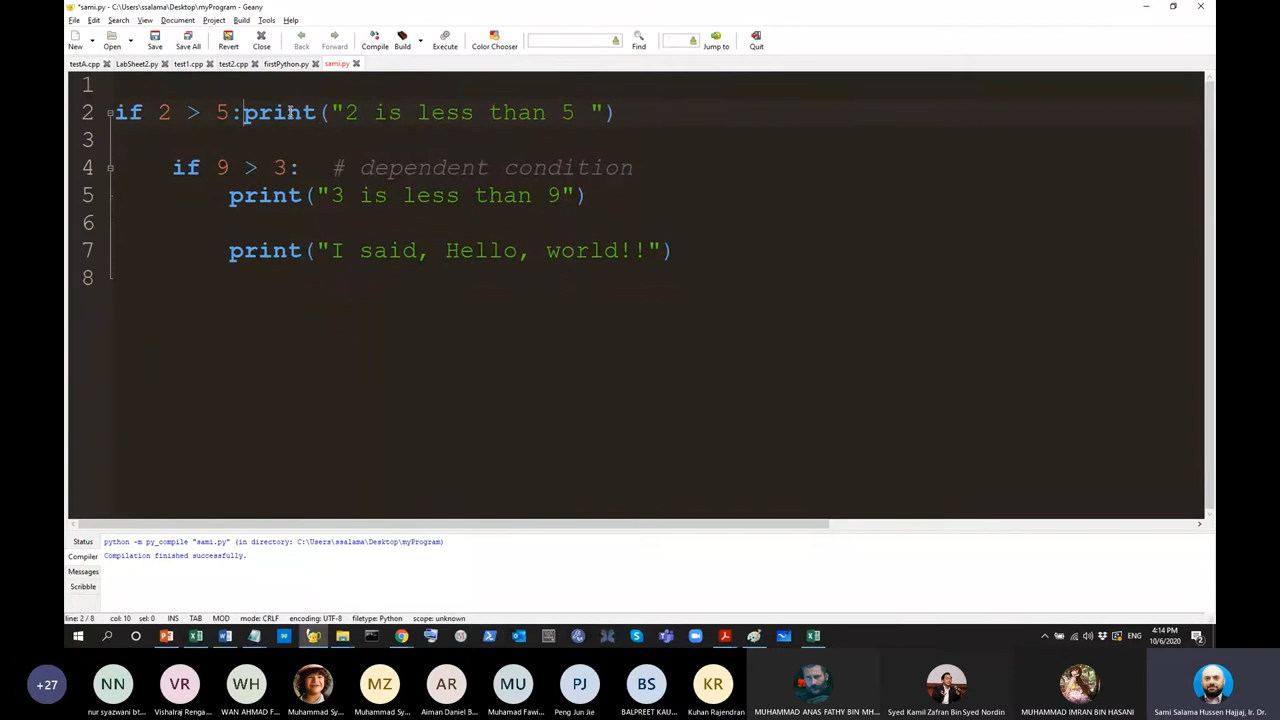 *sami.py - C:\Users\ssalama\Desktop\myProgram - Geany
File Edit Search View Document Project Build Tools Help
New Open Save Save All Revert Close Back Forward Compile Build Execute Color Chooser Find Jump to Quit
testA.cpp LabSheet2.py test1.cpp test2.cpp firstPython.py sami.py
1
2 if 2 > 5:print("2 is less than 5 ")
3
4 if 9 > 3: # dependent condition
5 print("3 is less than 9")
6
7 print("I said, Hello, world!!")
8
Status python -m py_compile "sami.py" (in directory: C:\Users\ssalama\Desktop\myProgram)
Compiler Compilation finished successfully.
Messages
Scribble
line: 2 / 8 col: 10 sel: 0 INS TAB MOD mode: CRLF encoding: UTF-8 filetype: Python scope: unknown
ENG 4:14 PM
10/6/2020 2
+27 NN VR WH MZ AR MU PJ BS KR
nur syazwani bt... Vishalraj Renga... WAN AHMAD F... Muhammad Sy... Muhammad Sy... Aiman Daniel B... Muhamad Fawi... Peng Jun Jie BALPREET KAU... Kuhan Rajendran MUHAMMAD ANAS FATHY BIN MU... Syed Kamil Zafran Bin Syed Nordin MUHAMMAD IMRAN BIN HASANI Sami Salama Hussen Hajjaj, Ir. Dr.